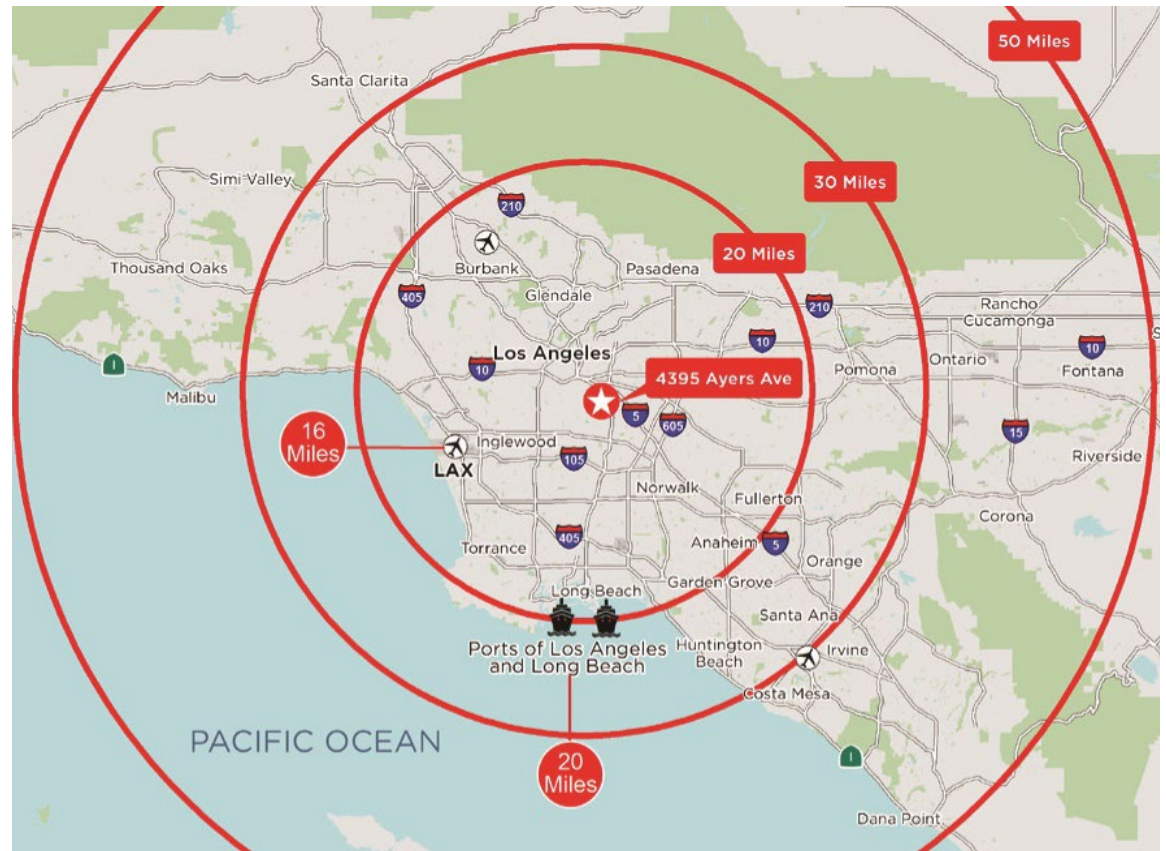 50 Miles
Santa Clarita
30 Miles
Simi Valley
210
20 Miles
Burbank
Pasadena
Thousand Oaks
Glendale
405
210
Rancho
Cucamonga
10
10
Los Angeles
Ontario
10
Fontana
1
Malibu
10
4395 Ayers Ave
Pomona
5
605
15
16
Miles
Inglewood
LAX
105
Riverside
Norwalk
Fullerton
Corona
405
Torrance
Anaheim
5
Orange
Garden Grove
Long Beach
Santa Ana
Ports of Los Angeles
and Long Beach
Huntington
Beach
Irvine
Costa Mesa
PACIFIC OCEAN
1
20
Miles
Dana Point